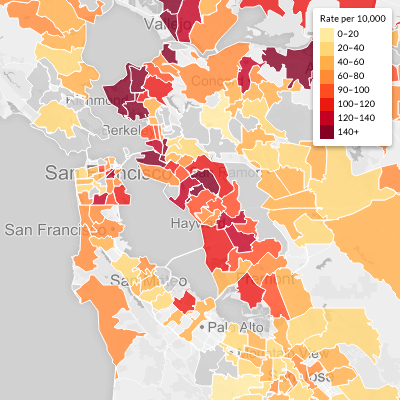 Rate per 10,000
0–20
20–40
40–60
60–80
90–100
100–120
120–140
140+
Vallejo
Concord
Richmond
Berkeley
San Francisco
San Ramon
San Francisco
Hayward
San Mateo
Fremont
Palo Alto
Mountain View
San Jose